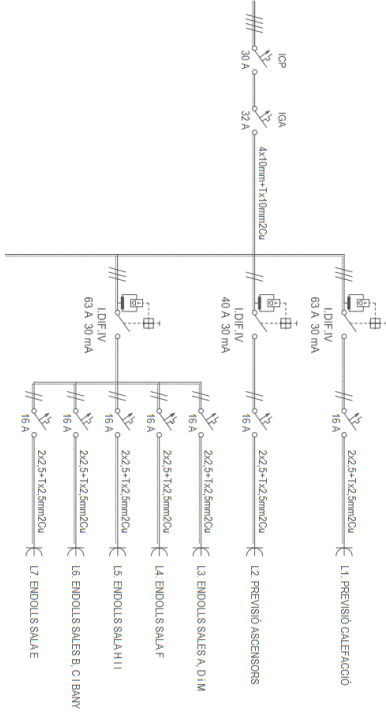 ICP
30 A
IGA
32 A
4x10mm+Tx10mm2Cu
I.DIF.IV
63 A 30 mA
16 A
2x2,5+Tx2,5mm2Cu
L1. PREVISIÓ CALEFACCIÓ
I.DIF.IV
40 A 30 mA
16 A
2x2,5+Tx2,5mm2Cu
L2. PREVISIÓ ASCENSORS
I.DIF.IV
63 A 30 mA
16 A
2x2,5+Tx2,5mm2Cu
L3. ENDOLLS SALES A, D i M
16 A
2x2,5+Tx2,5mm2Cu
L4. ENDOLLS SALA F
16 A
2x2,5+Tx2,5mm2Cu
L5. ENDOLLS SALA H I I
16 A
2x2,5+Tx2,5mm2Cu
L6. ENDOLLS SALES B, C I BANY
16 A
2x2,5+Tx2,5mm2Cu
L7. ENDOLLS SALA E